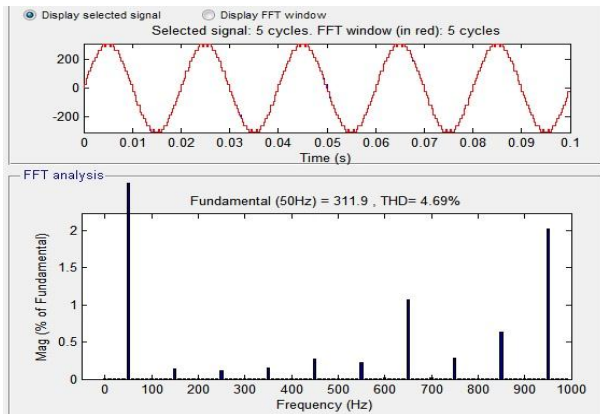 Display selected signal Display FFT window
Selected signal: 5 cycles. FFT window (in red): 5 cycles
200
0
-200
0 0.01 0.02 0.03 0.04 0.05 0.06 0.07 0.08 0.09 0.1
Time (s)
FFT analysis
Fundamental (50Hz) = 311.9 , THD= 4.69%
Mag (% of Fundamental)
2
1.5
1
0.5
0
0 100 200 300 400 500 600 700 800 900 1000
Frequency (Hz)